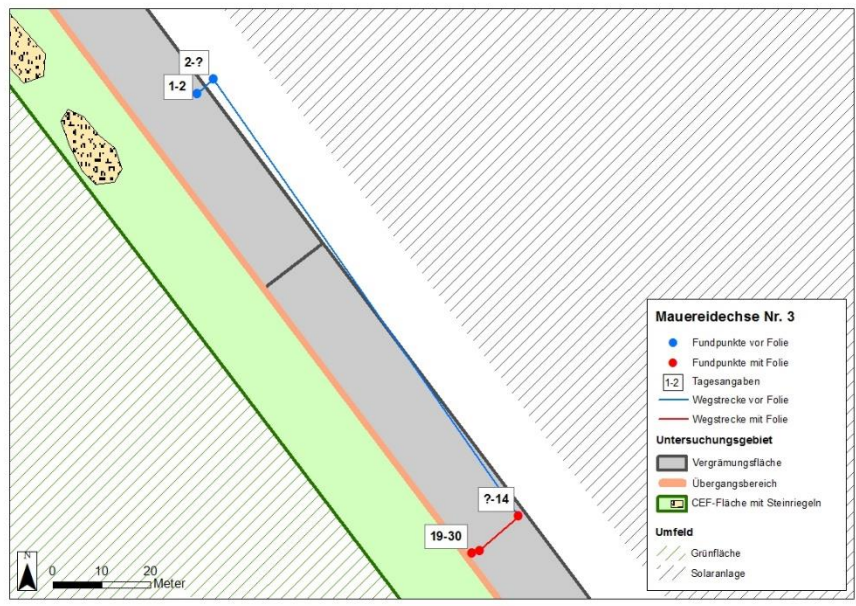 2-?
1-2
?-14
19-30
N
0 10 20
Meter
Mauereidechse Nr. 3
Fundpunkte vor Folie
Fundpunkte mit Folie
1-2 Tagesangaben
Wegstrecke vor Folie
Wegstrecke mit Folie
Untersuchungsgebiet
Vergrämungsfläche
Übergangsbereich
CEF-Fläche mit Steinriegeln
Umfeld
Grünfläche
Solaranlage